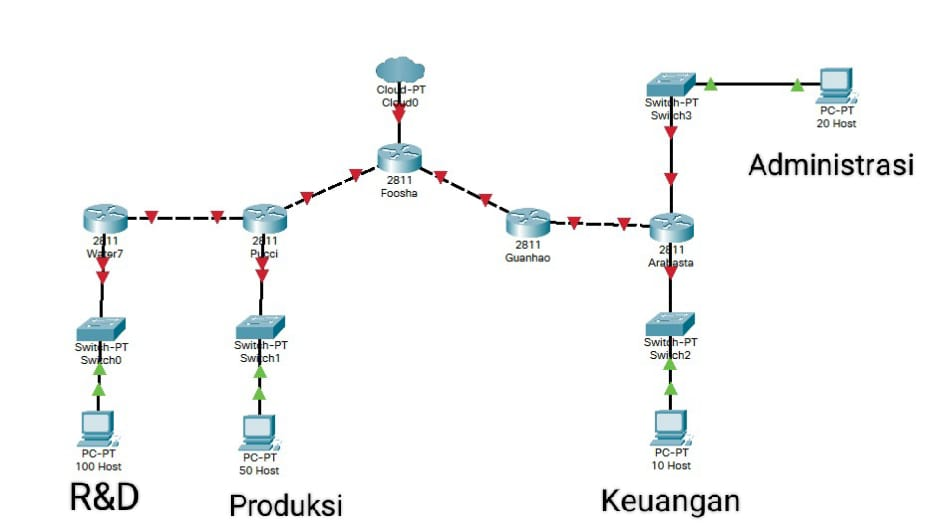 Cloud-PT
Cloud0
2811
Foosha
Switch-PT
Switch3
PC-PT
20 Host
Administrasi
2811
Water7
2811
Pucci
2811
Guanhao
2811
Arabasta
Switch-PT
Switch0
Switch-PT
Switch1
Switch-PT
Switch2
PC-PT
100 Host
R&D
PC-PT
50 Host
Produksi
PC-PT
10 Host
Keuangan